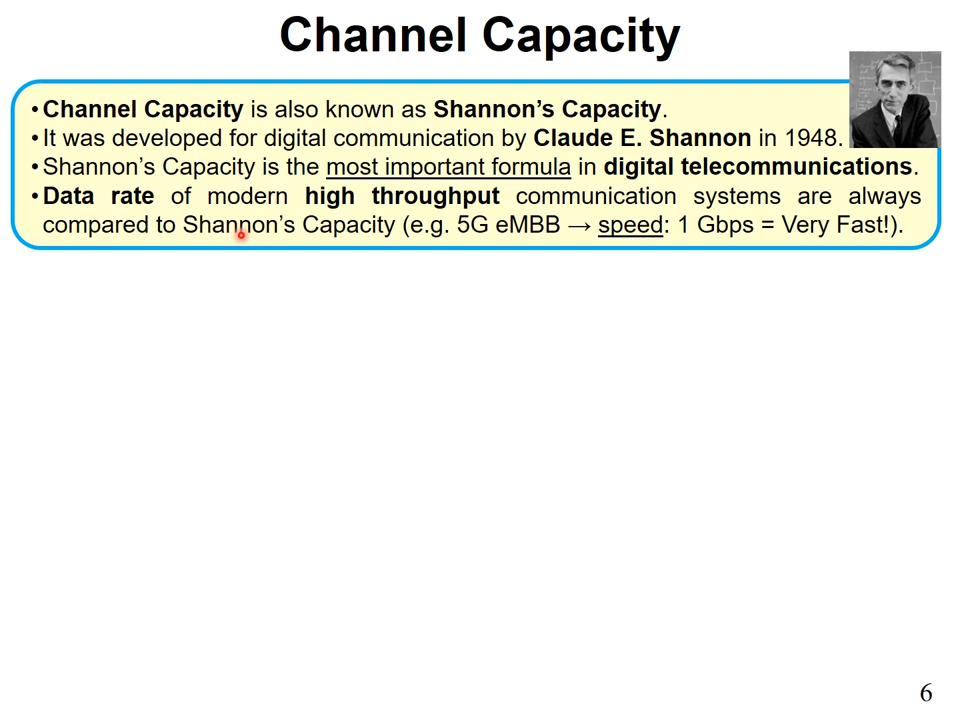 Channel Capacity
• Channel Capacity is also known as Shannon’s Capacity.
• It was developed for digital communication by Claude E. Shannon in 1948.
• Shannon’s Capacity is the most important formula in digital telecommunications.
• Data rate of modern high throughput communication systems are always
compared to Shannon’s Capacity (e.g. 5G eMBB → speed: 1 Gbps = Very Fast!).
6